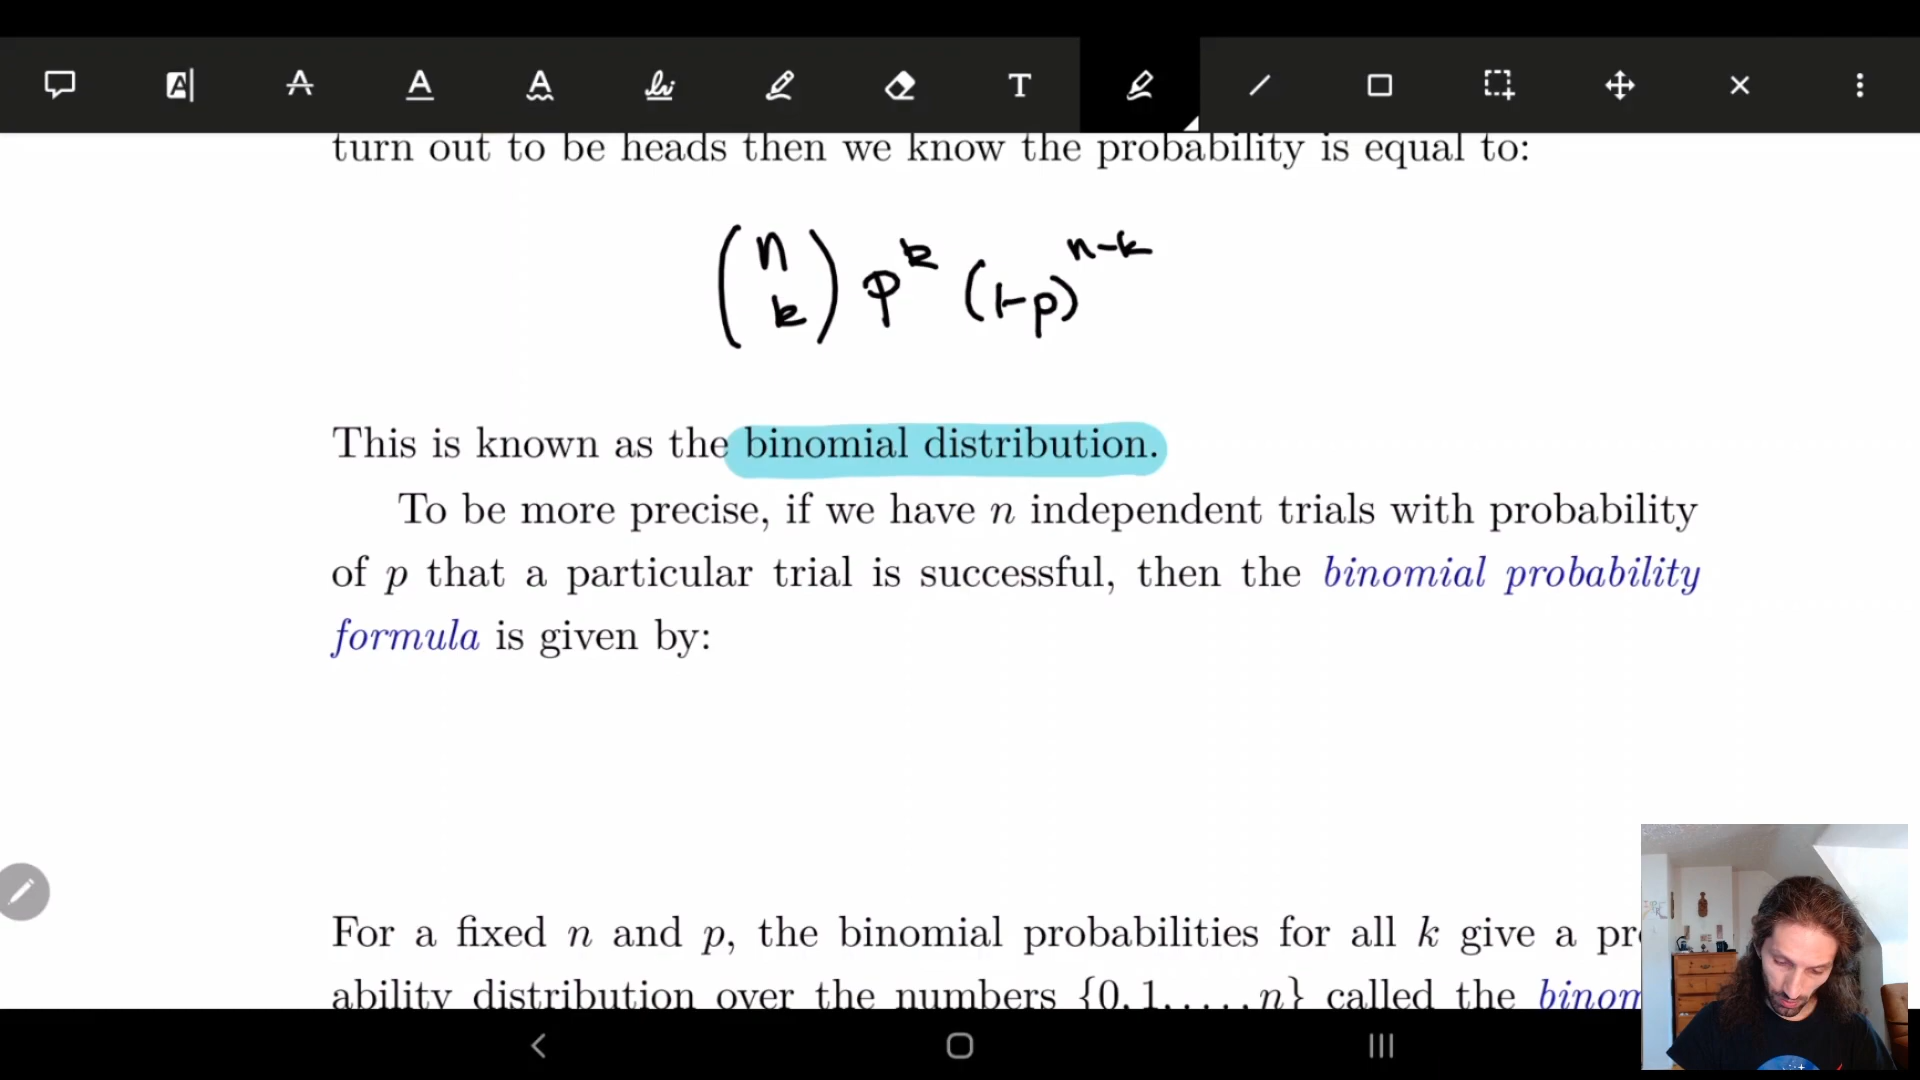 turn out to be heads then we know the probability is equal to:
(n k) p^k (1-p)^{n-k}
This is known as the binomial distribution.
To be more precise, if we have n independent trials with probability
of p that a particular trial is successful, then the binomial probability
formula is given by:
For a fixed n and p, the binomial probabilities for all k give a pro
ability distribution over the numbers {0, 1, . . . , n} called the binom